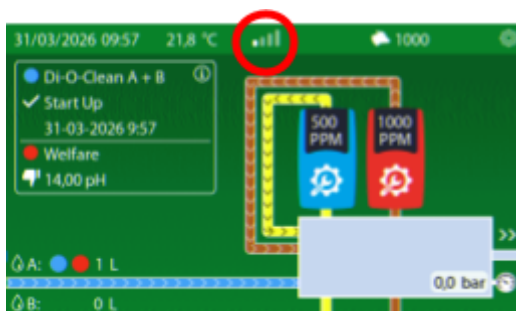 31/03/2026 09:57 21,8 °C 1000
Di-O-Clean A + B
Start Up
31-03-2026 9:57
Welfare
14,00 pH
500 PPM
1000 PPM
0,0 bar
A: 1 L
B: 0 L